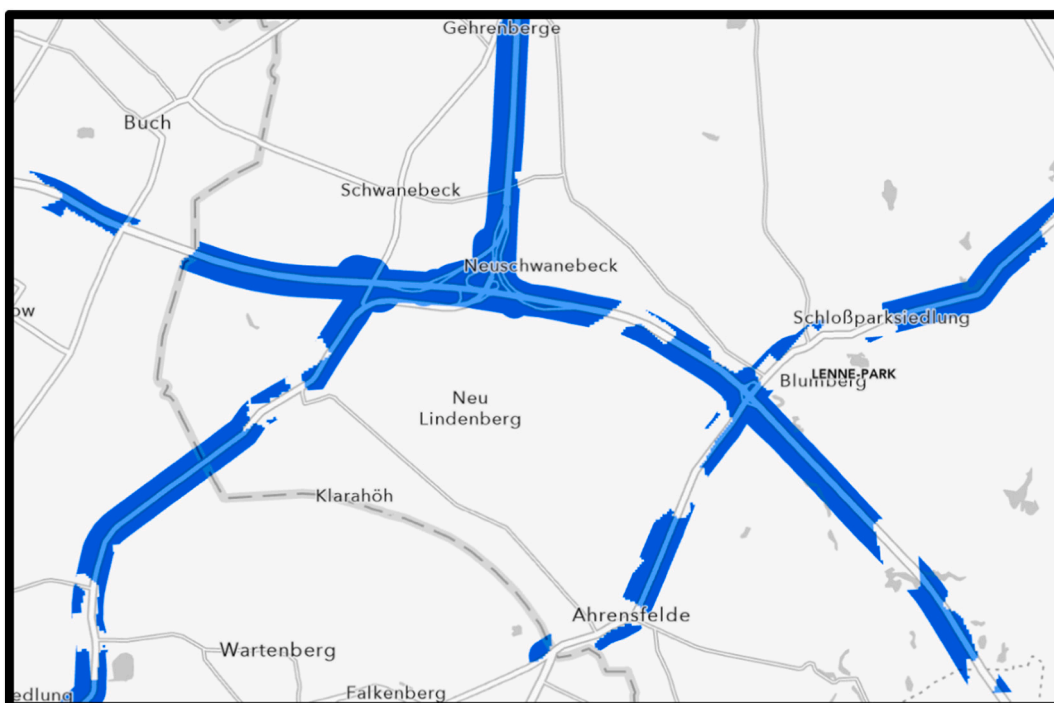 Gehrenberge
Buch
Schwanebeck
Neuschwanebeck
ow
Schloßparksiedlung
LENNE-PARK
Blumberg
Neu
Lindenberg
Klarahöh
Ahrensfelde
Wartenberg
Falkenberg
edlung